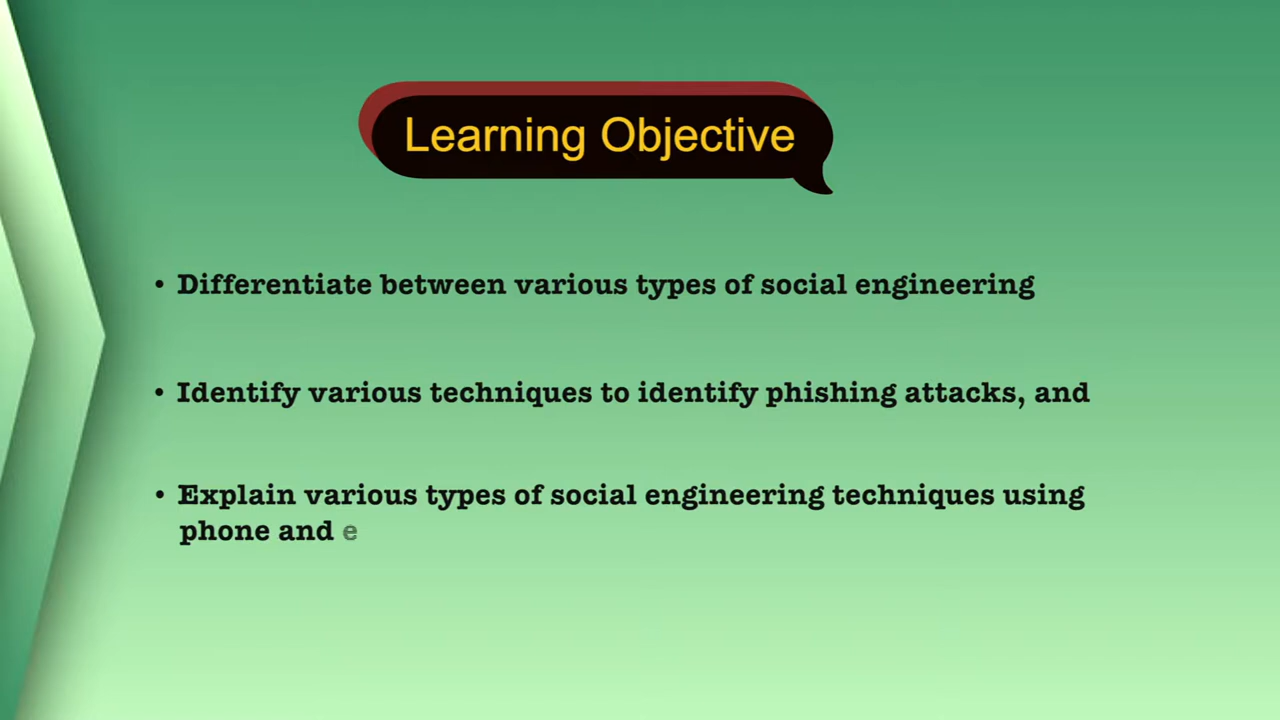 Learning Objective
• Differentiate between various types of social engineering
• Identify various techniques to identify phishing attacks, and
• Explain various types of social engineering techniques using
phone and e